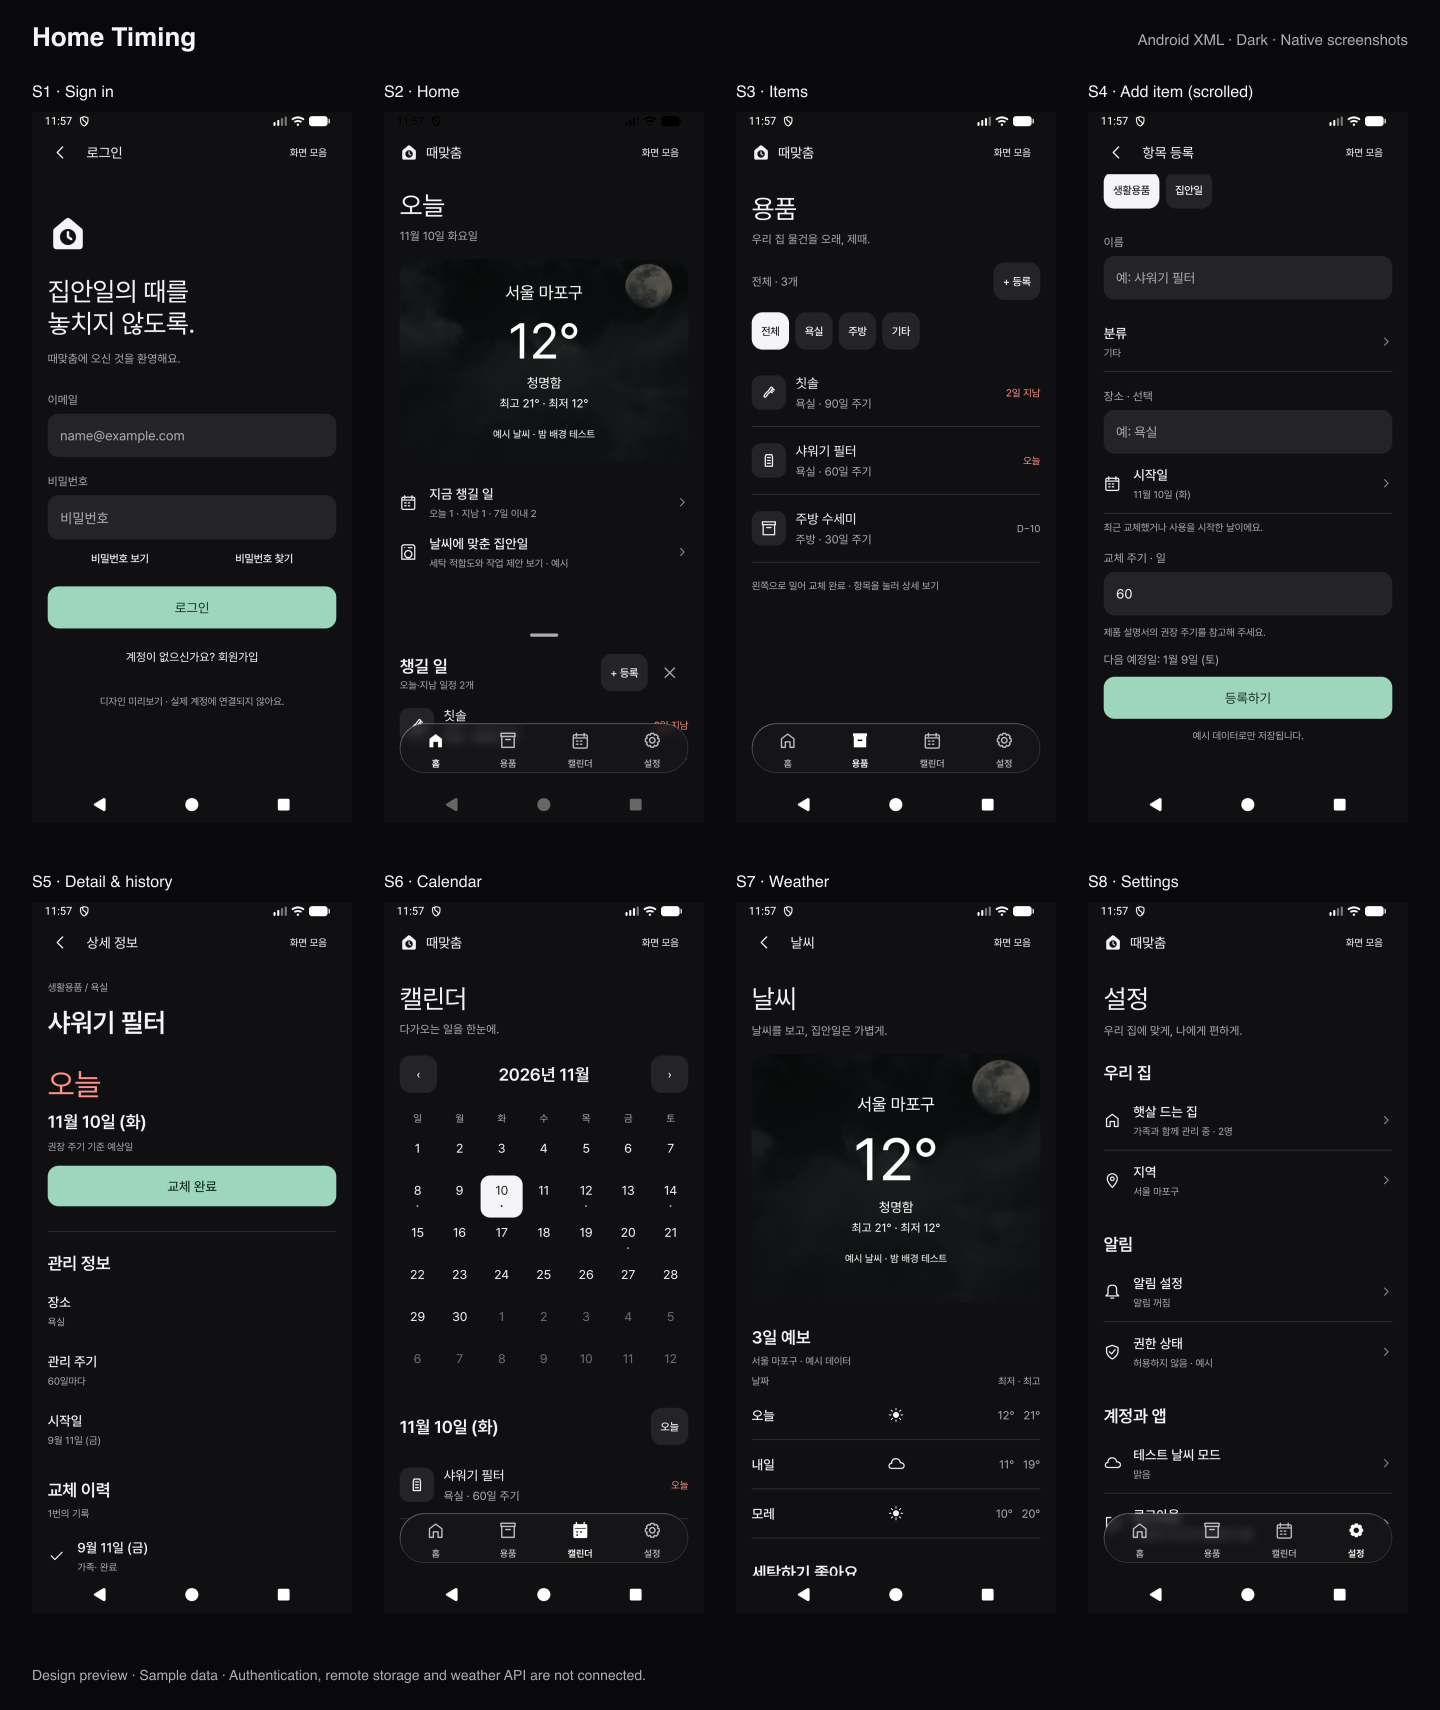 Home Timing
Android XML · Dark · Native screenshots
S1 · Sign in
11:57
로그인
화면 모음
집안일의 때를
놓치지 않도록.
때맞춤에 오신 것을 환영해요.
이메일
name@example.com
비밀번호
비밀번호
비밀번호 보기
비밀번호 찾기
로그인
계정이 없으신가요? 회원가입
디자인 미리보기 · 실제 계정에 연결되지 않아요.
S2 · Home
11:57
때맞춤
화면 모음
오늘
11월 10일 화요일
서울 마포구
12°
청명함
최고 21° · 최저 12°
예시 날씨 · 밤 배경 테스트
지금 챙길 일
오늘 1 · 지남 1 · 7일 이내 2
날씨에 맞춘 집안일
세탁 적합도와 작업 제안 보기 · 예시
챙길 일
오늘·지남 일정 2개
+ 등록
칫솔
2일 지남
홈
용품
캘린더
설정
S3 · Items
11:57
때맞춤
화면 모음
용품
우리 집 물건을 오래, 제때.
전체 · 3개
+ 등록
전체
욕실
주방
기타
칫솔
욕실 · 90일 주기
2일 지남
샤워기 필터
욕실 · 60일 주기
오늘
주방 수세미
주방 · 30일 주기
D-10
왼쪽으로 밀어 교체 완료 · 항목을 눌러 상세 보기
홈
용품
캘린더
설정
S4 · Add item (scrolled)
11:57
항목 등록
화면 모음
생활용품
집안일
이름
예: 샤워기 필터
분류
기타
장소 · 선택
예: 욕실
시작일
11월 10일 (화)
최근 교체했거나 사용을 시작한 날이에요.
교체 주기 · 일
60
제품 설명서의 권장 주기를 참고해 주세요.
다음 예정일: 1월 9일 (토)
등록하기
예시 데이터로만 저장됩니다.
S5 · Detail & history
11:57
상세 정보
화면 모음
생활용품 / 욕실
샤워기 필터
오늘
11월 10일 (화)
권장 주기 기준 예상일
교체 완료
관리 정보
장소
욕실
관리 주기
60일마다
시작일
9월 11일 (금)
교체 이력
1번의 기록
9월 11일 (금)
가족· 완료
S6 · Calendar
11:57
때맞춤
화면 모음
캘린더
다가오는 일을 한눈에.
‹
2026년 11월
›
일 월 화 수 목 금 토
1 2 3 4 5 6 7
8 9 10 11 12 13 14
15 16 17 18 19 20 21
22 23 24 25 26 27 28
29 30 1 2 3 4 5
6 7 8 9 10 11 12
11월 10일 (화)
오늘
샤워기 필터
욕실 · 60일 주기
오늘
홈
용품
캘린더
설정
S7 · Weather
11:57
날씨
화면 모음
날씨
날씨를 보고, 집안일은 가볍게.
서울 마포구
12°
청명함
최고 21° · 최저 12°
예시 날씨 · 밤 배경 테스트
3일 예보
서울 마포구 · 예시 데이터
날짜
최저 · 최고
오늘
12° 21°
내일
11° 19°
모레
10° 20°
세탁하기 좋아요
S8 · Settings
11:57
때맞춤
화면 모음
설정
우리 집에 맞게, 나에게 편하게.
우리 집
햇살 드는 집
가족과 함께 관리 중 · 2명
지역
서울 마포구
알림
알림 설정
알림 꺼짐
권한 상태
허용하지 않음 · 예시
계정과 앱
테스트 날씨 모드
맑음
홈
용품
캘린더
설정
Design preview · Sample data · Authentication, remote storage and weather API are not connected.